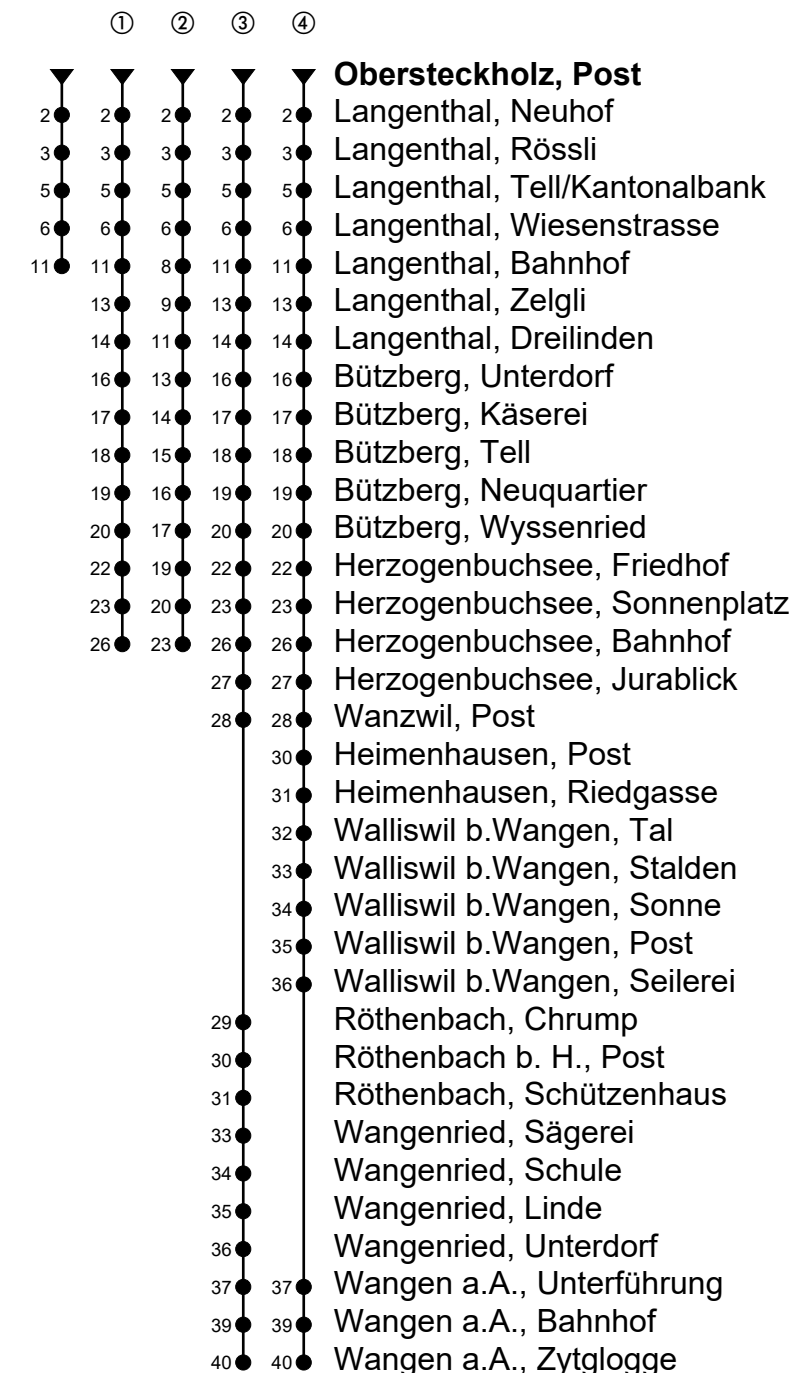 ① ② ③ ④
Obersteckholz, Post
2 2 2 2 2 Langenthal, Neuhof
3 3 3 3 3 Langenthal, Rössli
5 5 5 5 5 Langenthal, Tell/Kantonalbank
6 6 6 6 6 Langenthal, Wiesenstrasse
11 11 8 11 11 Langenthal, Bahnhof
13 9 13 13 Langenthal, Zelgli
14 11 14 14 Langenthal, Dreilinden
16 13 16 16 Bützberg, Unterdorf
17 14 17 17 Bützberg, Käserei
18 15 18 18 Bützberg, Tell
19 16 19 19 Bützberg, Neuquartier
20 17 20 20 Bützberg, Wyssenried
22 19 22 22 Herzogenbuchsee, Friedhof
23 20 23 23 Herzogenbuchsee, Sonnenplatz
26 23 26 26 Herzogenbuchsee, Bahnhof
27 27 Herzogenbuchsee, Jurablick
28 28 Wanzwil, Post
30 Heimenhausen, Post
31 Heimenhausen, Riedgasse
32 Walliswil b.Wangen, Tal
33 Walliswil b.Wangen, Stalden
34 Walliswil b.Wangen, Sonne
35 Walliswil b.Wangen, Post
36 Walliswil b.Wangen, Seilerei
29 Röthenbach, Chrump
30 Röthenbach b. H., Post
31 Röthenbach, Schützenhaus
33 Wangenried, Sägerei
34 Wangenried, Schule
35 Wangenried, Linde
36 Wangenried, Unterdorf
37 37 Wangen a.A., Unterführung
39 39 Wangen a.A., Bahnhof
40 40 Wangen a.A., Zytglogge